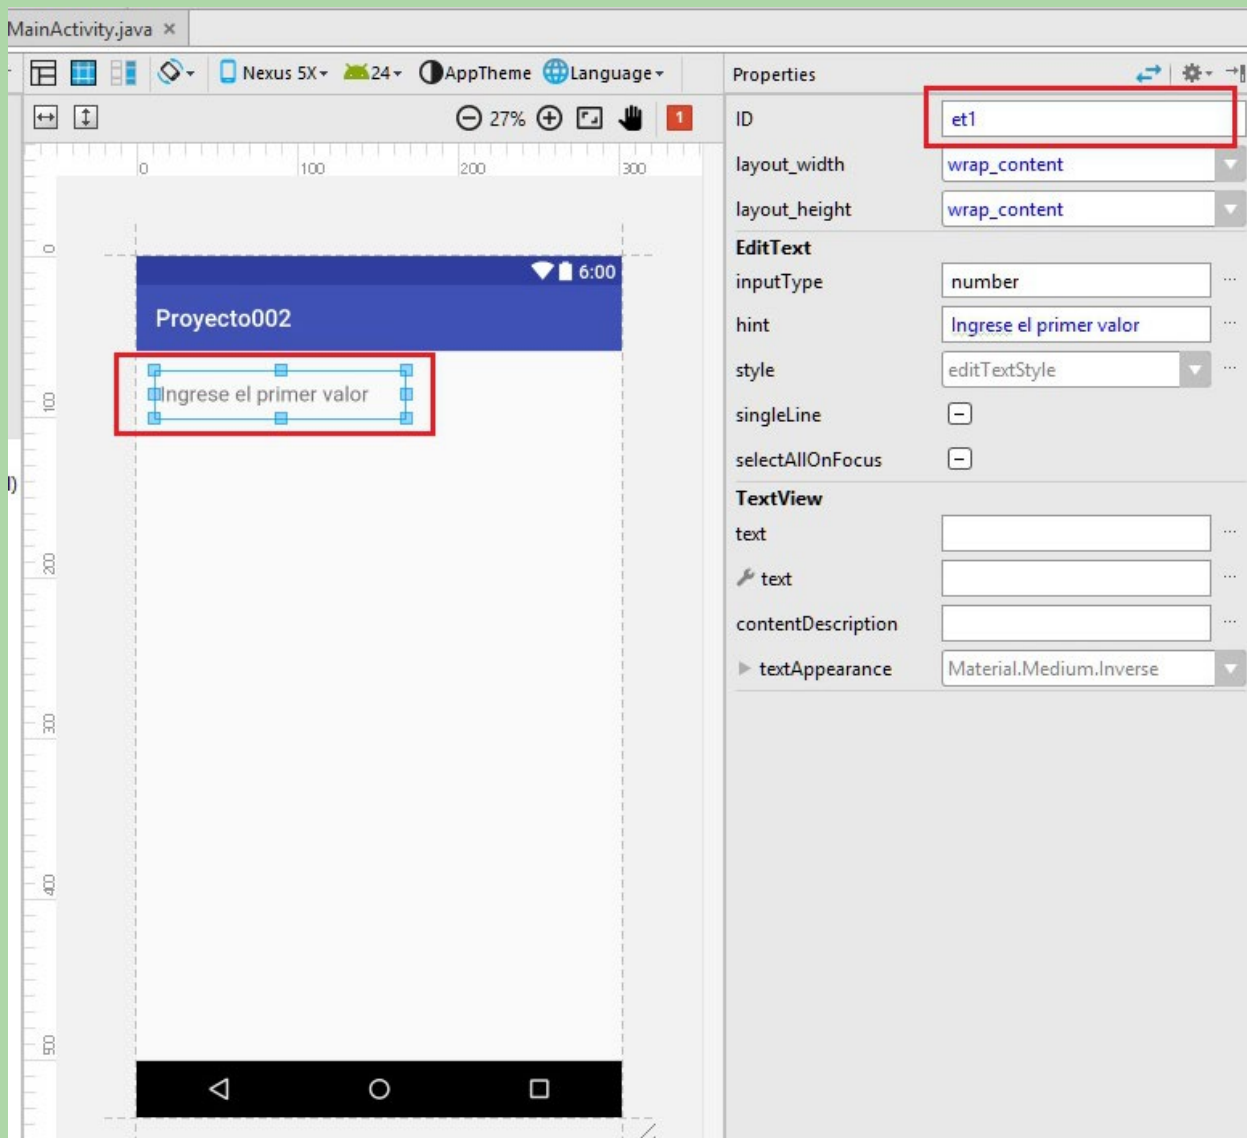 MainActivity.java ×
Nexus 5X 24 AppTheme Language
Properties
27% 1
ID et1
layout_width wrap_content
layout_height wrap_content
EditText
inputType number ...
hint Ingrese el primer valor ...
style editTextStyle ...
singleLine
selectAllOnFocus
TextView
text ...
text ...
contentDescription ...
textAppearance Material.Medium.Inverse
0 100 200 300
0
6:00
Proyecto002
100
Ingrese el primer valor
l)
200
300
400
500